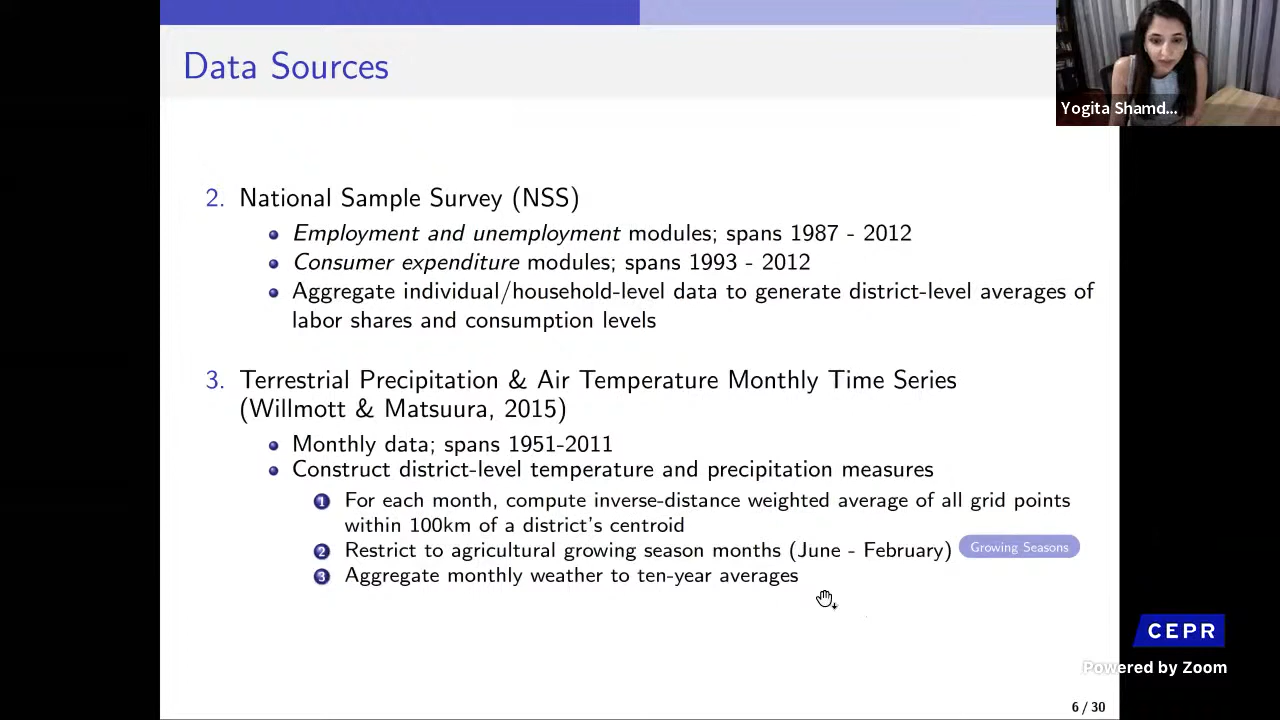 Data Sources
Yogita Shamd...
2. National Sample Survey (NSS)
Employment and unemployment modules; spans 1987 - 2012
Consumer expenditure modules; spans 1993 - 2012
Aggregate individual/household-level data to generate district-level averages of
labor shares and consumption levels
3. Terrestrial Precipitation & Air Temperature Monthly Time Series
(Willmott & Matsuura, 2015)
Monthly data; spans 1951-2011
Construct district-level temperature and precipitation measures
1 For each month, compute inverse-distance weighted average of all grid points
within 100km of a district's centroid
2 Restrict to agricultural growing season months (June - February) Growing Seasons
3 Aggregate monthly weather to ten-year averages
CEPR
Powered by Zoom
6 / 30